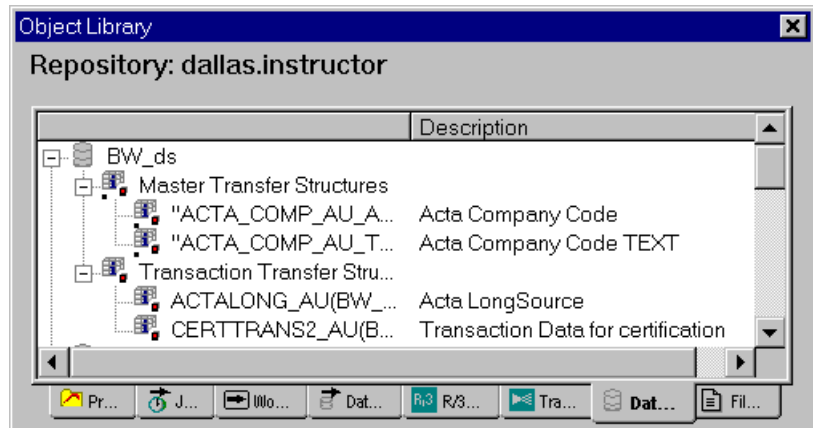 Object Library
Repository: dallas.instructor
Description
BW_ds
Master Transfer Structures
"ACTA_COMP_AU_A... Acta Company Code
"ACTA_COMP_AU_T... Acta Company Code TEXT
Transaction Transfer Stru...
ACTALONG_AU(BW_... Acta LongSource
CERTTRANS2_AU(B... Transaction Data for certification
Pr... J... Wo... Dat... R/3 R/3... Tra... Dat... Fil...